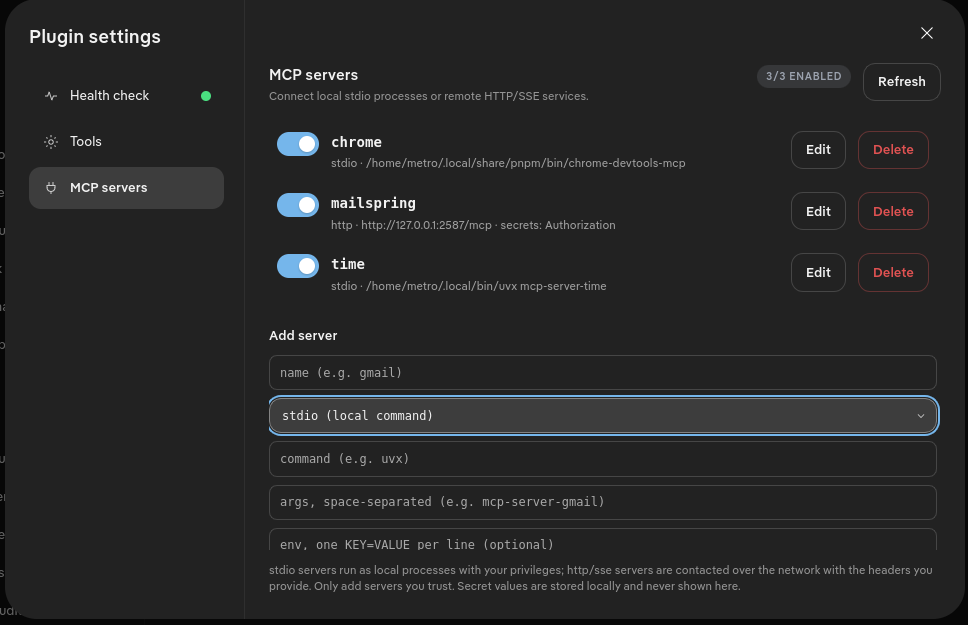 Plugin settings
Health check
Tools
MCP servers
MCP servers
Connect local stdio processes or remote HTTP/SSE services.
3/3 ENABLED
Refresh
chrome
stdio · /home/metro/.local/share/pnpm/bin/chrome-devtools-mcp
Edit
Delete
mailspring
http · http://127.0.0.1:2587/mcp · secrets: Authorization
Edit
Delete
time
stdio · /home/metro/.local/bin/uvx mcp-server-time
Edit
Delete
Add server
name (e.g. gmail)
stdio (local command)
command (e.g. uvx)
args, space-separated (e.g. mcp-server-gmail)
env, one KEY=VALUE per line (optional)
stdio servers run as local processes with your privileges; http/sse servers are contacted over the network with the headers you
provide. Only add servers you trust. Secret values are stored locally and never shown here.